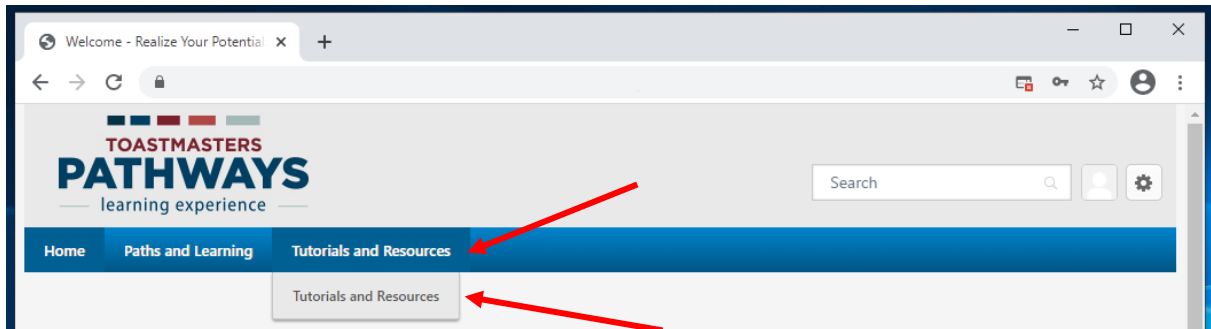 Welcome - Realize Your Potential
TOASTMASTERS
PATHWAYS
learning experience
Search
Home Paths and Learning Tutorials and Resources
Tutorials and Resources